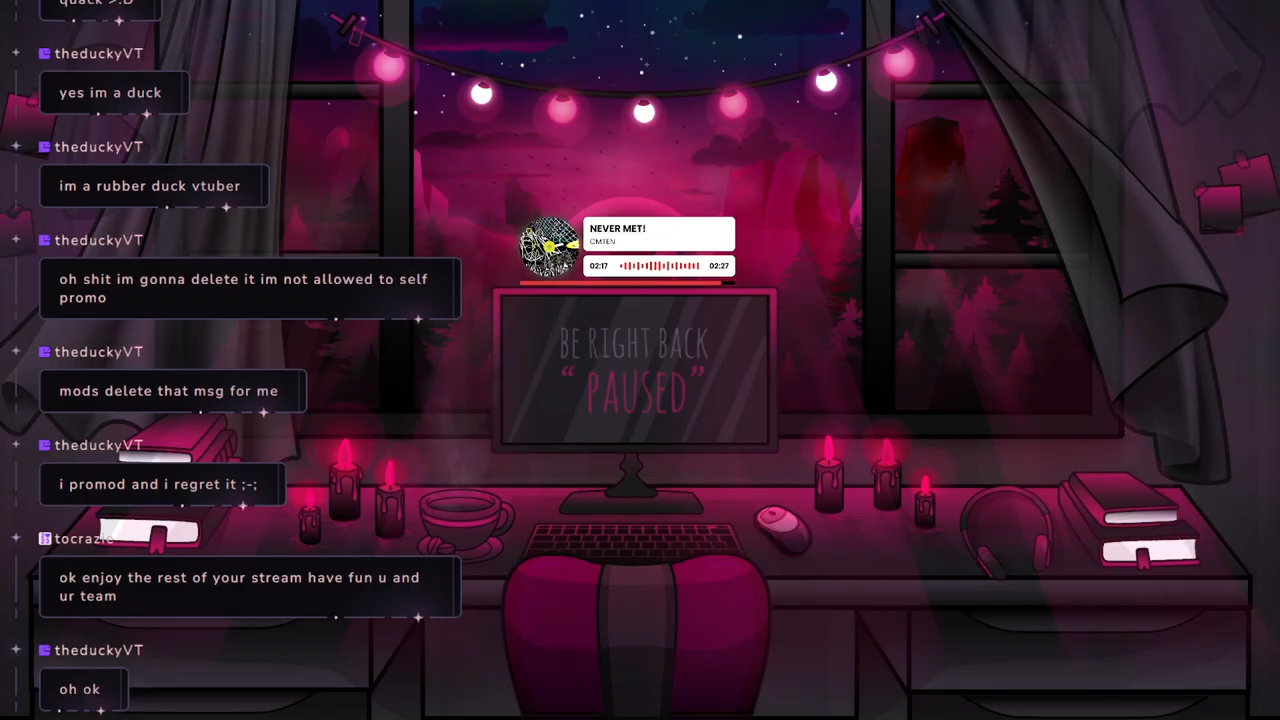 quack >:D
theduckyVT
yes im a duck
theduckyVT
im a rubber duck vtuber
theduckyVT
oh shit im gonna delete it im not allowed to self
promo
theduckyVT
mods delete that msg for me
theduckyVT
i promod and i regret it ;-;
tocrazie
ok enjoy the rest of your stream have fun u and
ur team
theduckyVT
oh ok
NEVER MET!
CMTEN
02:17
02:27
BE RIGHT BACK
“ PAUSED”